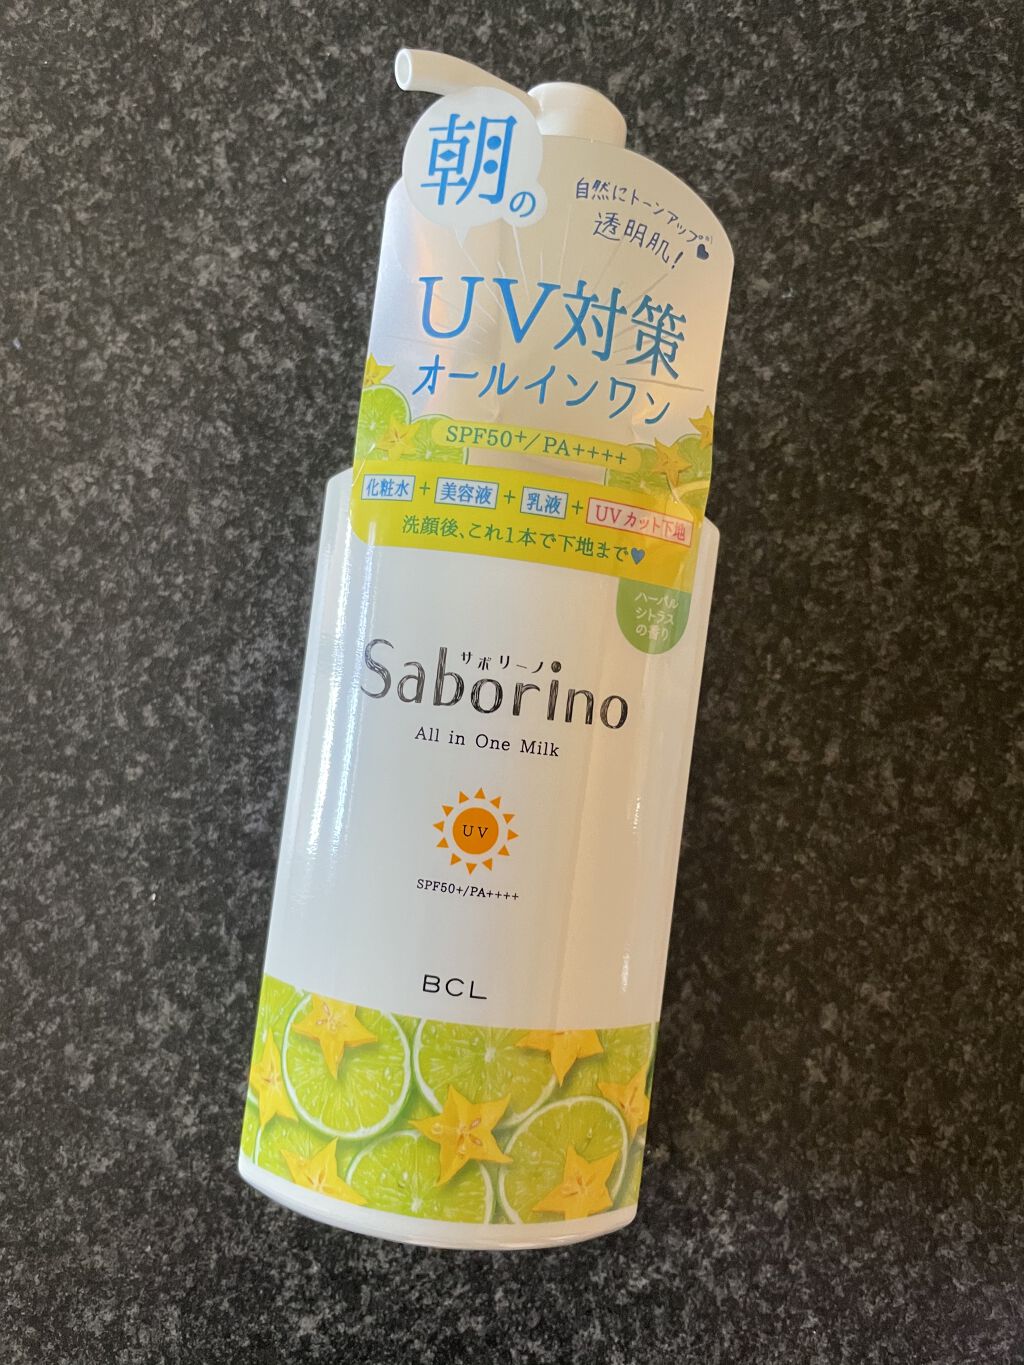 朝の
自然にトーンアップ※1
透明肌!
UV対策
オールインワン
SPF50+/PA++++
化粧水 + 美容液 + 乳液 + UVカット下地
洗顔後、これ1本で下地まで♥
ハーバル
シトラス
の香り
サボリーノ
Saborino
All in One Milk
UV
SPF50+/PA++++
BCL